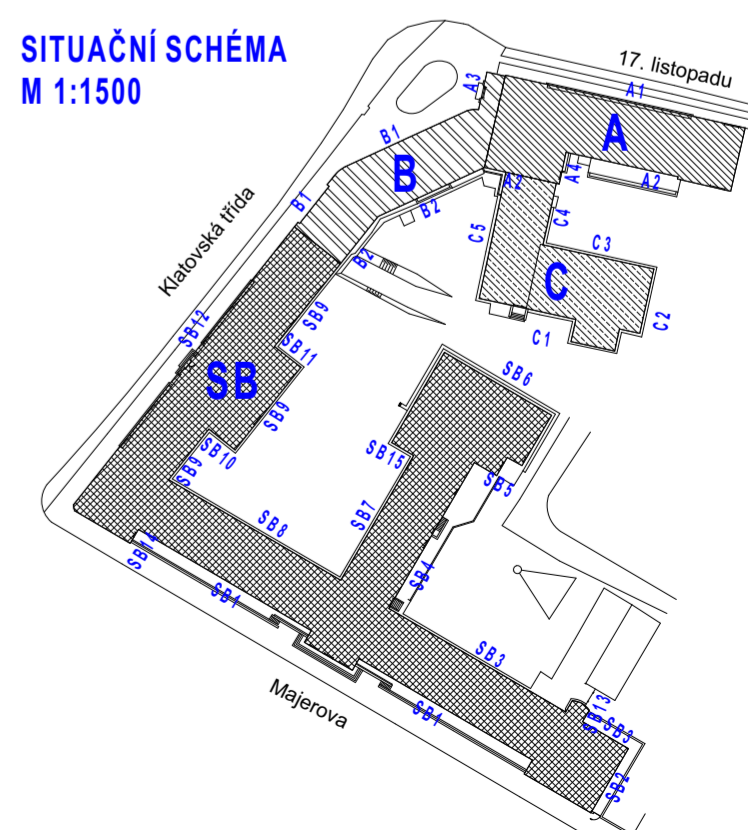 SITUAČNÍ SCHÉMA
M 1:1500
17. listopadu
A1
A3
A
B1
B
A4
A2
A2
B2
C4
C5
C3
B1
Klatovská třída
B2
C
C2
C1
SB9
SB12
SB11
SB6
SB
SB9
SB10
SB15
SB9
SB5
SB7
SB8
SB14
SB4
SB1
SB3
Majerova
SB1
SB13
SB3
SB2